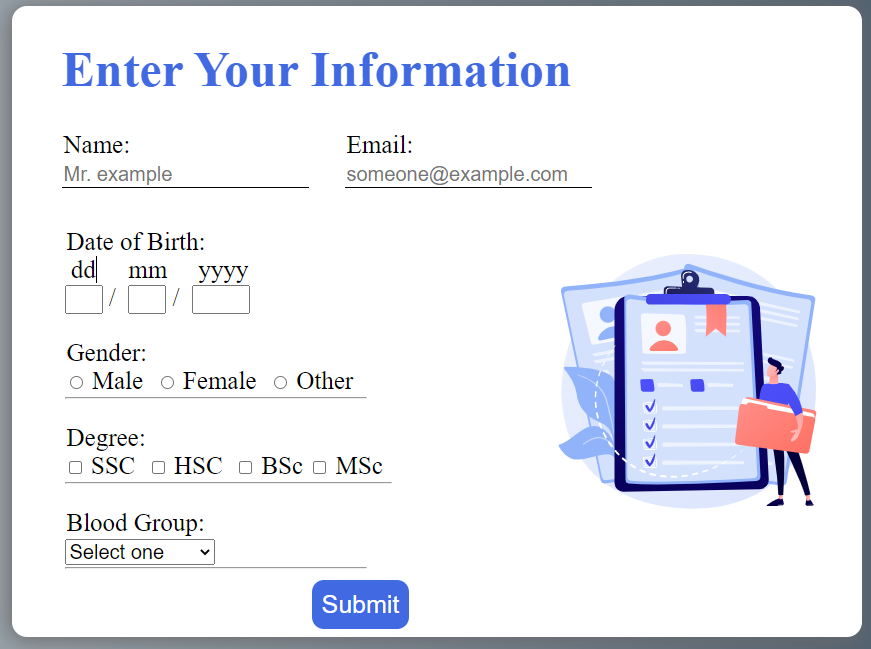 Enter Your Information
Name: Email:
Mr. example someone@example.com
Date of Birth:
dd mm yyyy
/ /
Gender:
Male Female Other
Degree:
SSC HSC BSc MSc
Blood Group:
Select one
Submit